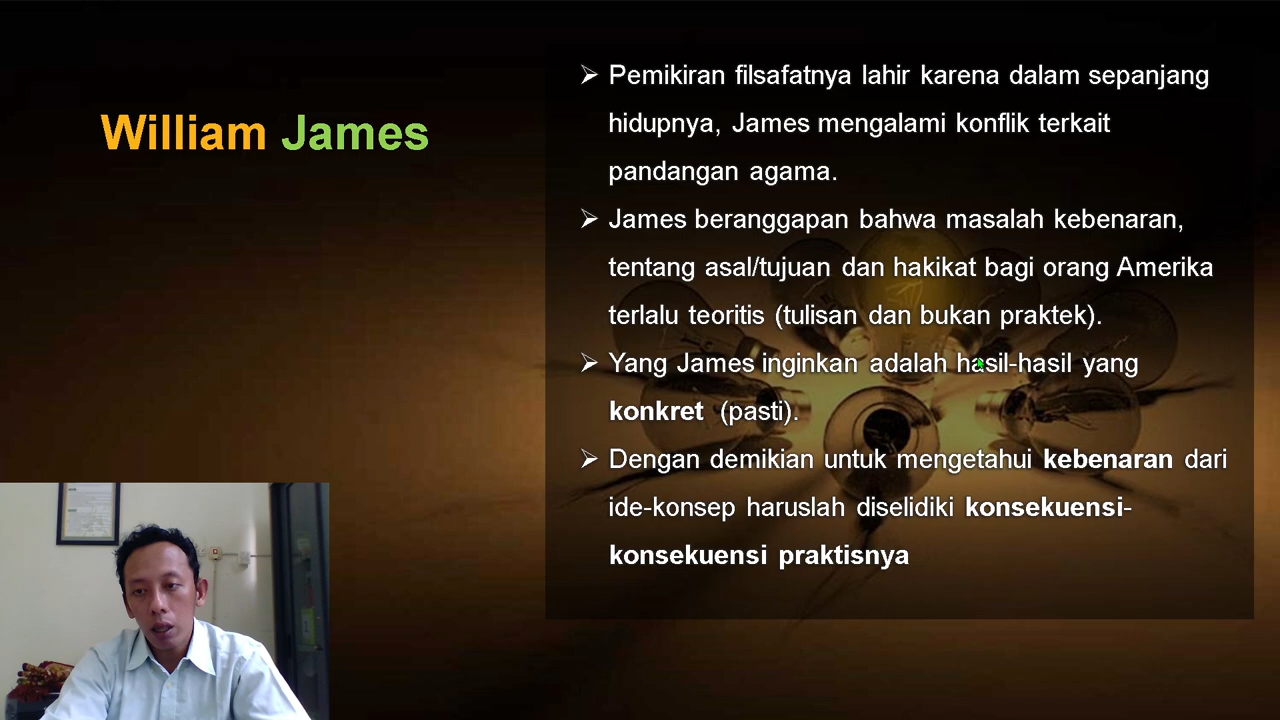 William James
➢ Pemikiran filsafatnya lahir karena dalam sepanjang
hidupnya, James mengalami konflik terkait
pandangan agama.
➢ James beranggapan bahwa masalah kebenaran,
tentang asal/tujuan dan hakikat bagi orang Amerika
terlalu teoritis (tulisan dan bukan praktek).
➢ Yang James inginkan adalah hasil-hasil yang
konkret (pasti).
➢ Dengan demikian untuk mengetahui kebenaran dari
ide-konsep haruslah diselidiki konsekuensi-
konsekuensi praktisnya